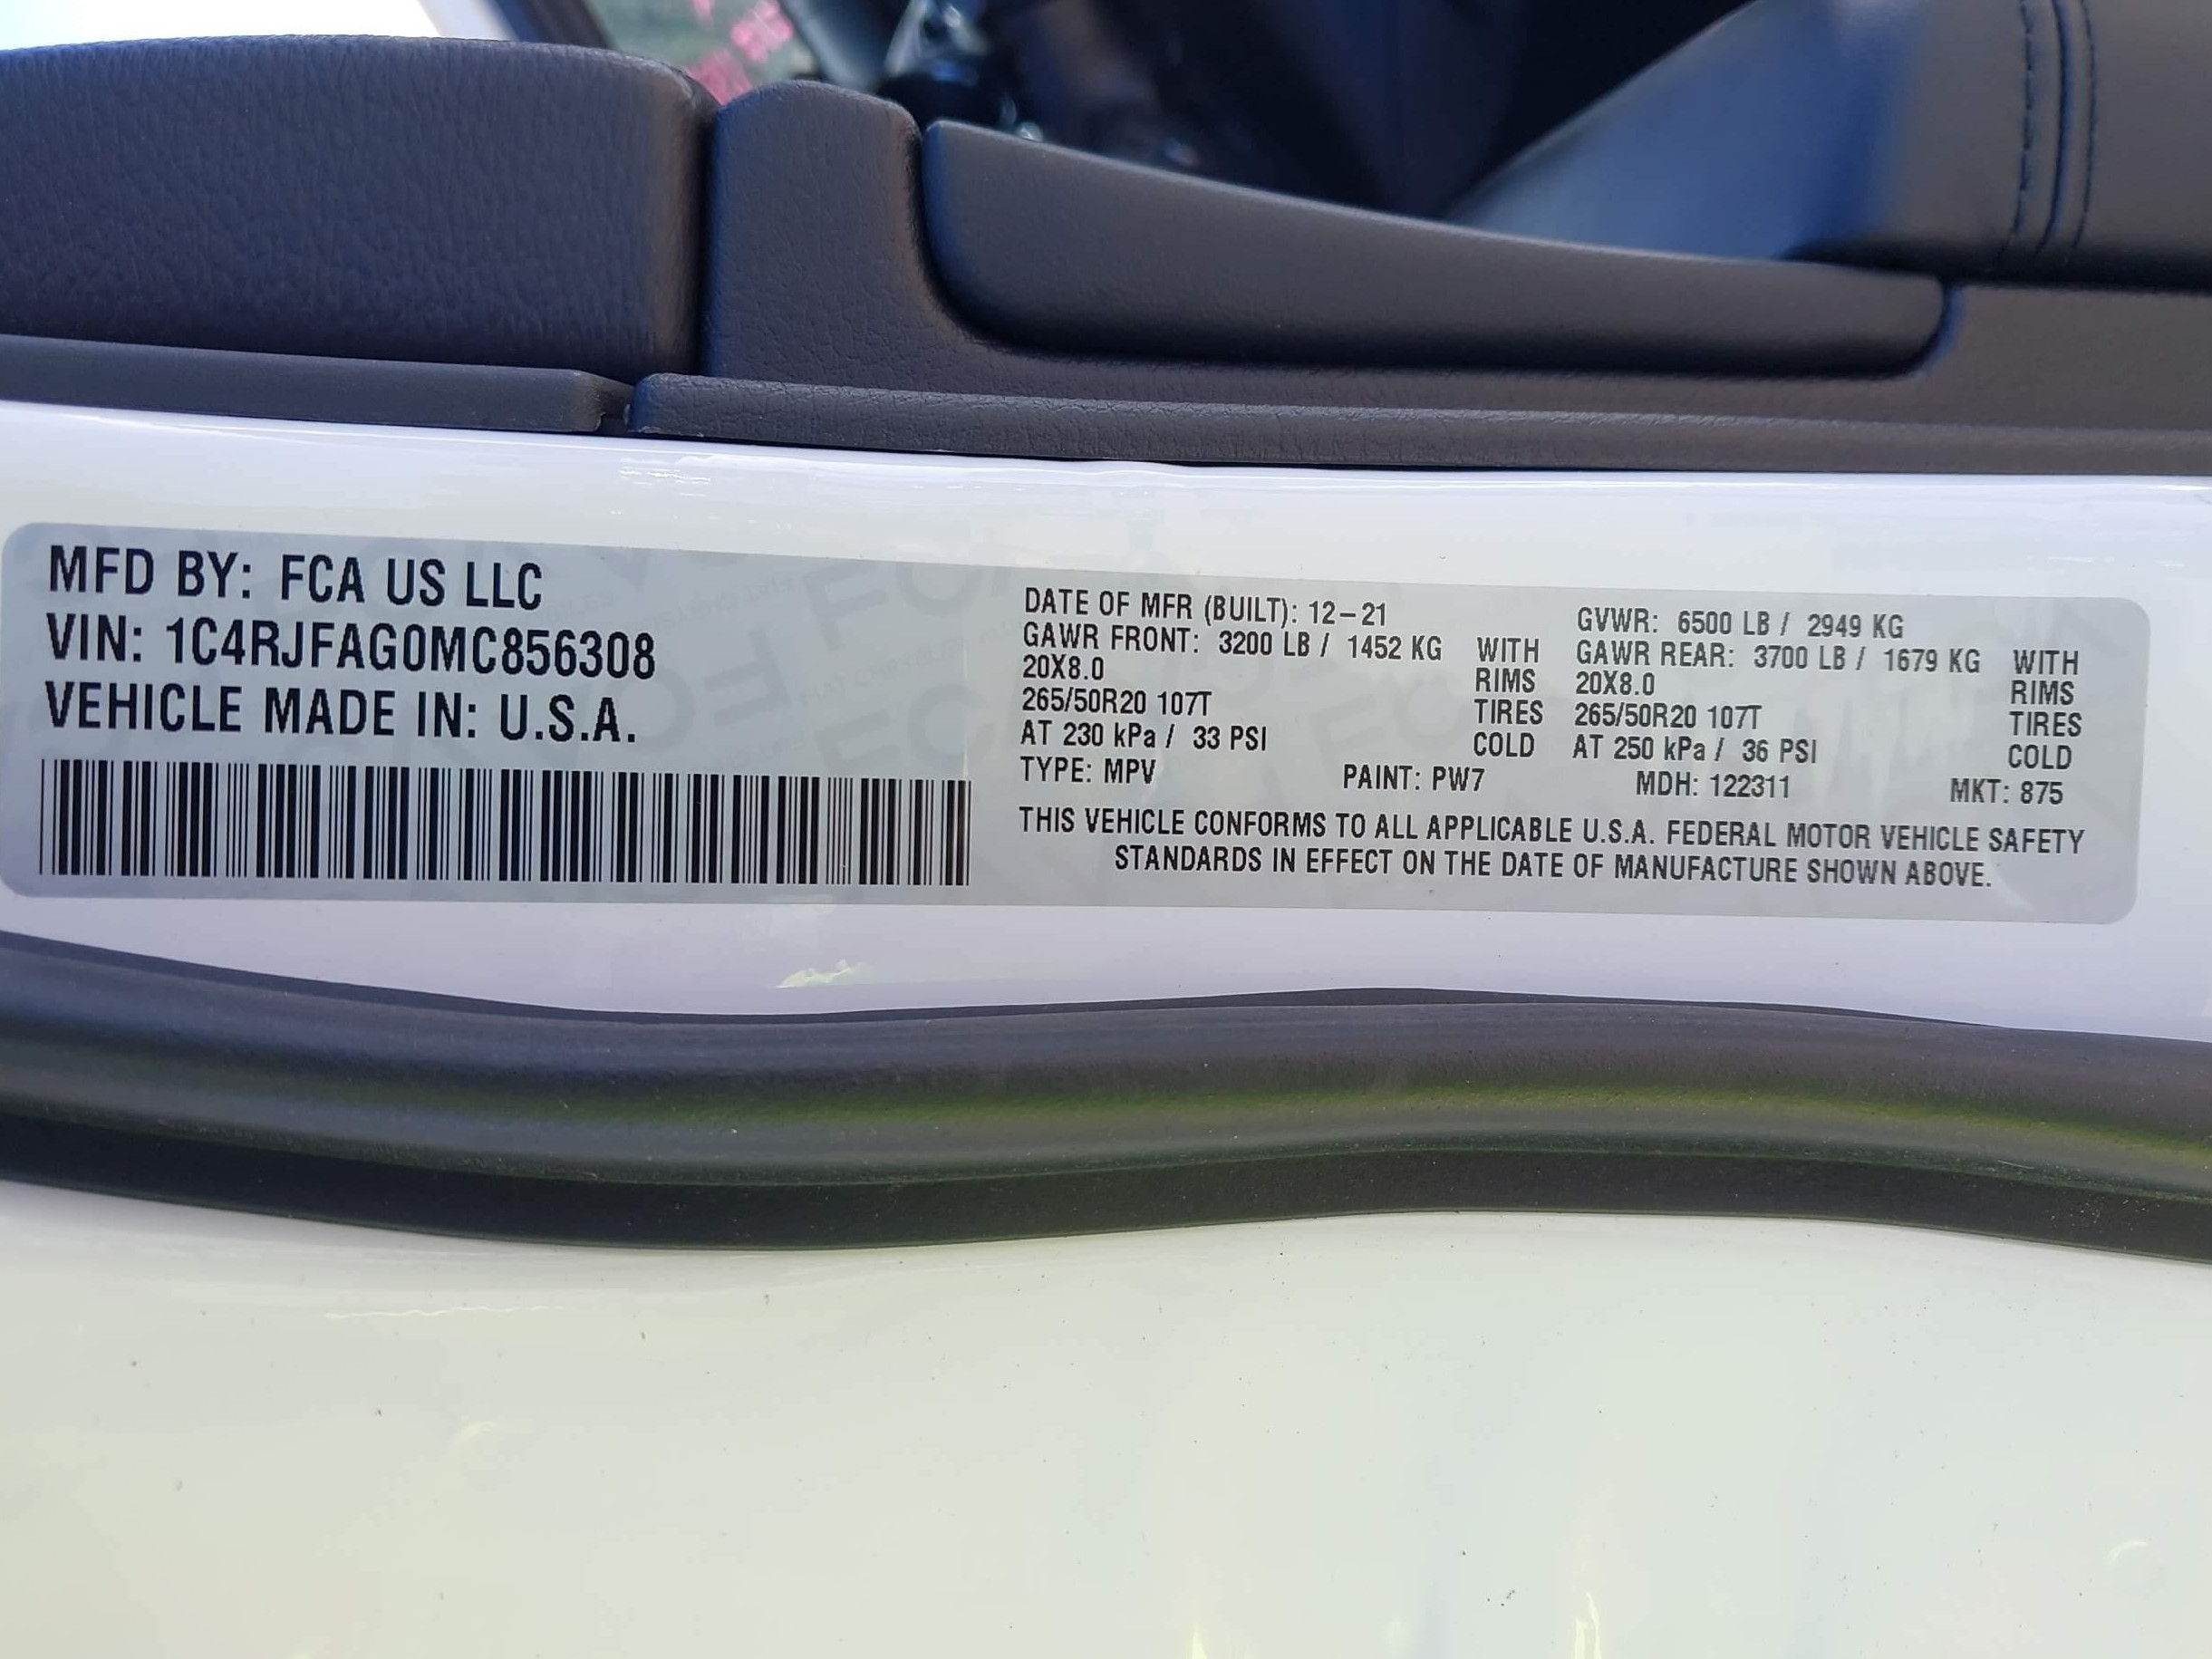 MFD BY: FCA US LLC
VIN: 1C4RJFAG0MC856308
VEHICLE MADE IN: U.S.A.
DATE OF MFR (BUILT): 12-21 GVWR: 6500 LB / 2949 KG
GAWR FRONT: 3200 LB / 1452 KG WITH GAWR REAR: 3700 LB / 1679 KG WITH
20X8.0 RIMS 20X8.0 RIMS
265/50R20 107T TIRES 265/50R20 107T TIRES
AT 230 kPa / 33 PSI COLD AT 250 kPa / 36 PSI COLD
TYPE: MPV PAINT: PW7 MDH: 122311 MKT: 875
THIS VEHICLE CONFORMS TO ALL APPLICABLE U.S.A. FEDERAL MOTOR VEHICLE SAFETY
STANDARDS IN EFFECT ON THE DATE OF MANUFACTURE SHOWN ABOVE.